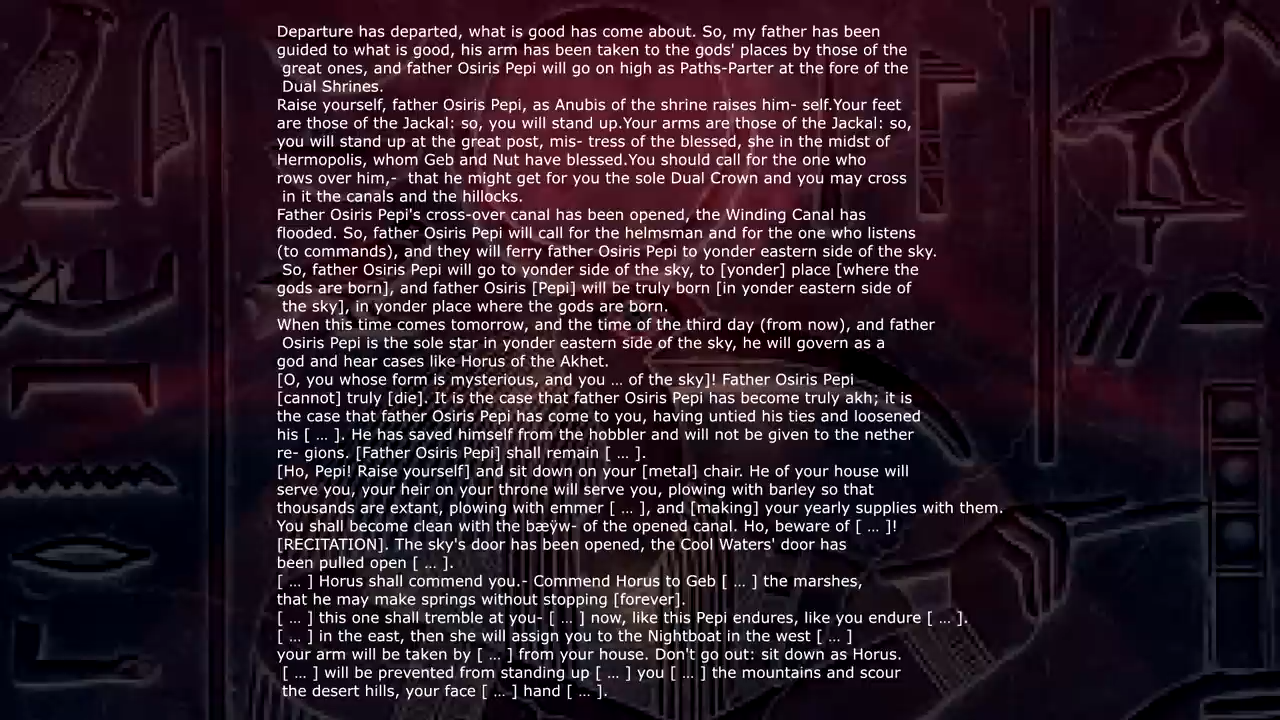 Departure has departed, what is good has come about. So, my father has been
guided to what is good, his arm has been taken to the gods' places by those of the
great ones, and father Osiris Pepi will go on high as Paths-Parter at the fore of the
Dual Shrines.
Raise yourself, father Osiris Pepi, as Anubis of the shrine raises him- self.Your feet
are those of the Jackal: so, you will stand up.Your arms are those of the Jackal: so,
you will stand up at the great post, mis- tress of the blessed, she in the midst of
Hermopolis, whom Geb and Nut have blessed.You should call for the one who
rows over him,-  that he might get for you the sole Dual Crown and you may cross
in it the canals and the hillocks.
Father Osiris Pepi's cross-over canal has been opened, the Winding Canal has
flooded. So, father Osiris Pepi will call for the helmsman and for the one who listens
(to commands), and they will ferry father Osiris Pepi to yonder eastern side of the sky.
So, father Osiris Pepi will go to yonder side of the sky, to [yonder] place [where the
gods are born], and father Osiris [Pepi] will be truly born [in yonder eastern side of
the sky], in yonder place where the gods are born.
When this time comes tomorrow, and the time of the third day (from now), and father
Osiris Pepi is the sole star in yonder eastern side of the sky, he will govern as a
god and hear cases like Horus of the Akhet.
[O, you whose form is mysterious, and you … of the sky]! Father Osiris Pepi
[cannot] truly [die]. It is the case that father Osiris Pepi has become truly akh; it is
the case that father Osiris Pepi has come to you, having untied his ties and loosened
his [ … ]. He has saved himself from the hobbler and will not be given to the nether
re- gions. [Father Osiris Pepi] shall remain [ … ].
[Ho, Pepi! Raise yourself] and sit down on your [metal] chair. He of your house will
serve you, your heir on your throne will serve you, plowing with barley so that
thousands are extant, plowing with emmer [ … ], and [making] your yearly supplies with them.
You shall become clean with the bæÿw- of the opened canal. Ho, beware of [ … ]!
[RECITATION]. The sky's door has been opened, the Cool Waters' door has
been pulled open [ … ].
[ … ] Horus shall commend you.- Commend Horus to Geb [ … ] the marshes,
that he may make springs without stopping [forever].
[ … ] this one shall tremble at you- [ … ] now, like this Pepi endures, like you endure [ … ].
[ … ] in the east, then she will assign you to the Nightboat in the west [ … ]
your arm will be taken by [ … ] from your house. Don't go out: sit down as Horus.
[ … ] will be prevented from standing up [ … ] you [ … ] the mountains and scour
the desert hills, your face [ … ] hand [ … ].